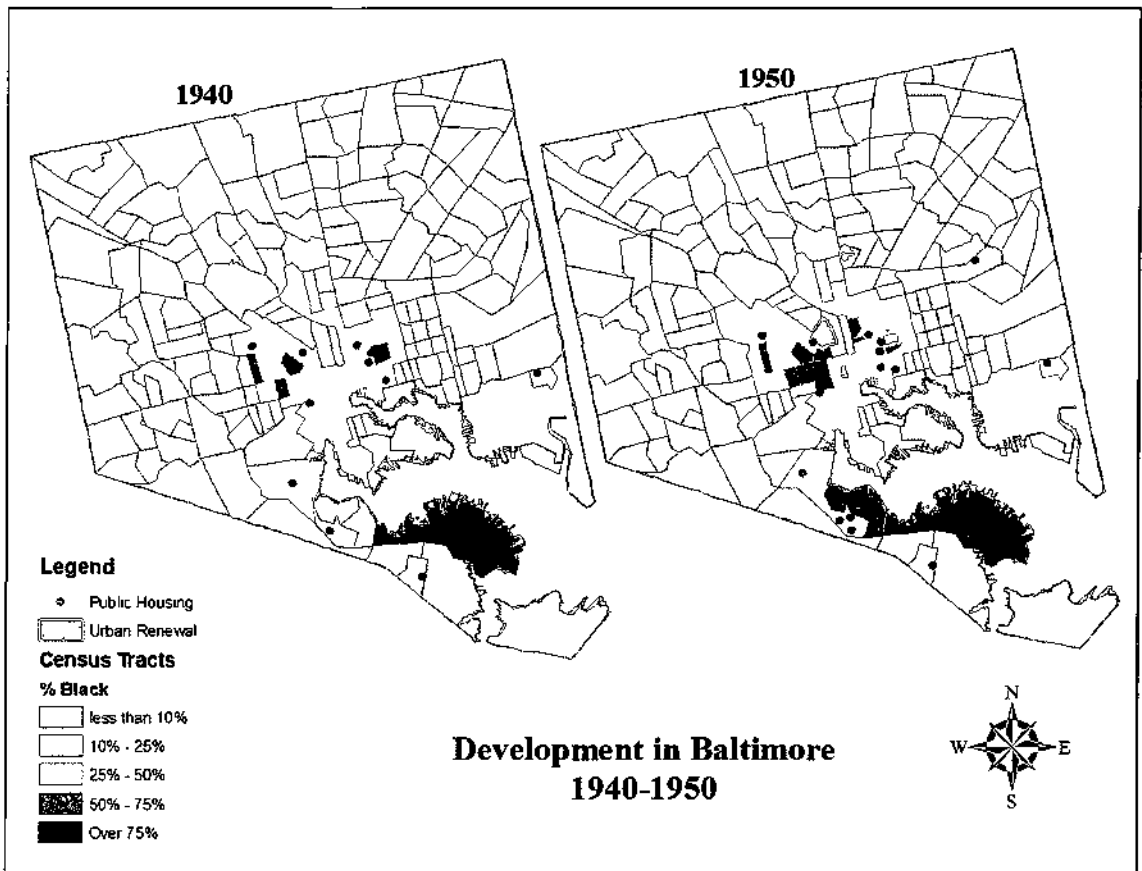 1940
1950
Legend
Public Housing
Urban Renewal
Census Tracts
% Black
less than 10%
10% - 25%
25% - 50%
50% - 75%
Over 75%
Development in Baltimore
1940-1950
N
W
E
S